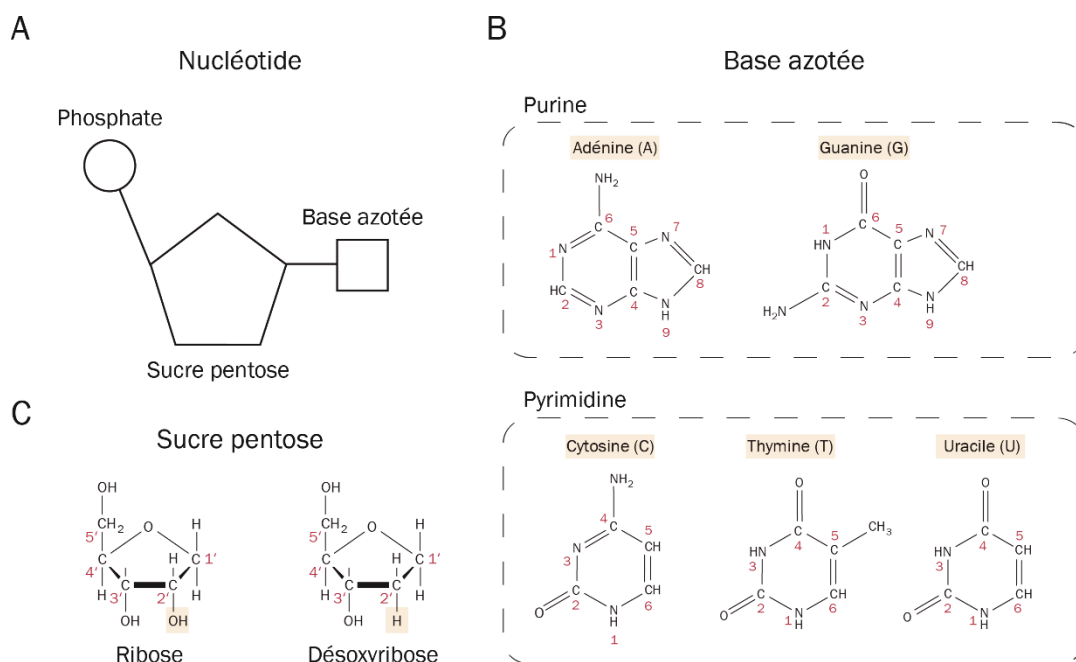 A
Nucléotide
Phosphate
Base azotée
Sucre pentose
B
Base azotée
Purine
Adénine (A)
NH2
6
5
N 7
1 N
CH
8
HC
2
C
4
N
3
N
H
9
Guanine (G)
O
6
5
N 7
1
HN
C
CH
8
C
2
C
4
H2N
N
3
N
H
9
Pyrimidine
Cytosine (C)
NH2
4
C
5
CH
N
3
C
2
CH
6
O
N
H
1
Thymine (T)
O
C
4
5
C
CH3
HN
3
C
2
CH
6
O
1 N
H
Uracile (U)
O
C
4
5
CH
HN
3
C
2
CH
6
O
1 N
H
C
Sucre pentose
OH
CH2
5′
O
H
C
4′
H
C
1′
H
H
C
3′
C
2′
H
OH
OH
Ribose
OH
CH2
5′
O
H
C
4′
H
C
1′
H
H
C
3′
C
2′
H
OH
H
Désoxyribose